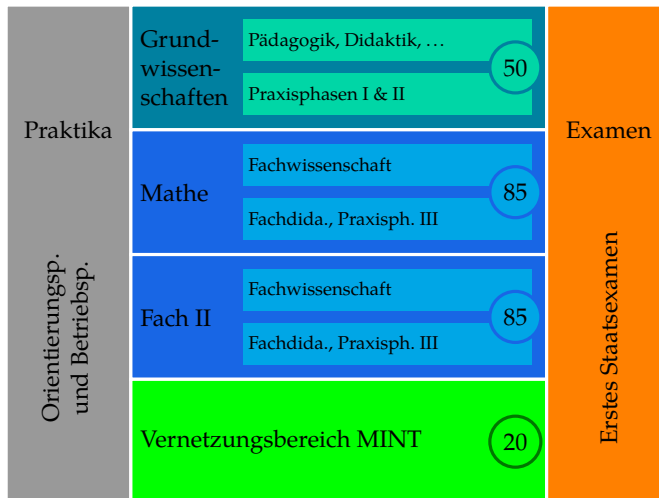 Praktika
Orientierungsp.
und Betriebsp.
Grund-
wissen-
schaften
Pädagogik, Didaktik, ...
Praxisphasen I & II
50
Mathe
Fachwissenschaft
Fachdida., Praxisph. III
85
Fach II
Fachwissenschaft
Fachdida., Praxisph. III
85
Vernetzungsbereich MINT
20
Examen
Erstes Staatsexamen